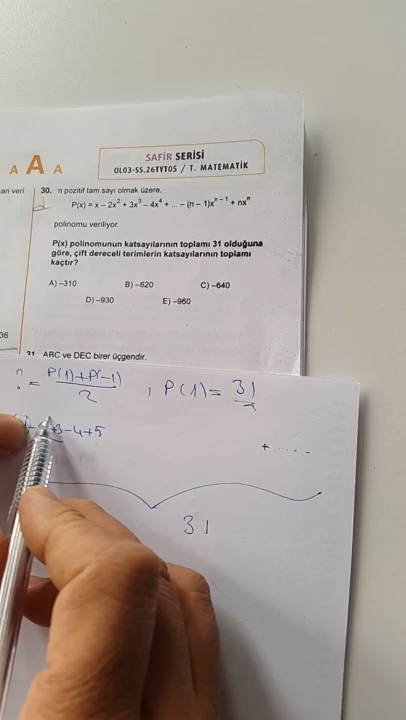 A A A
SAFİR SERİSİ
OL03-SS.26TYT05 / T. MATEMATİK
an veri
30. n pozitif tam sayı olmak üzere,
P(x) = x – 2x² + 3x³ – 4x⁴ + ... – (n – 1)xⁿ⁻¹ + nxⁿ
polinomu veriliyor.
P(x) polinomunun katsayılarının toplamı 31 olduğuna
göre, çift dereceli terimlerin katsayılarının toplamı
kaçtır?
A) –310 B) –620 C) –640
D) –930 E) –960
36
31. ABC ve DEC birer üçgendir.
= P(1)+P(-1) / 2 , P(1) = 31
+3-4+5 + ....
31